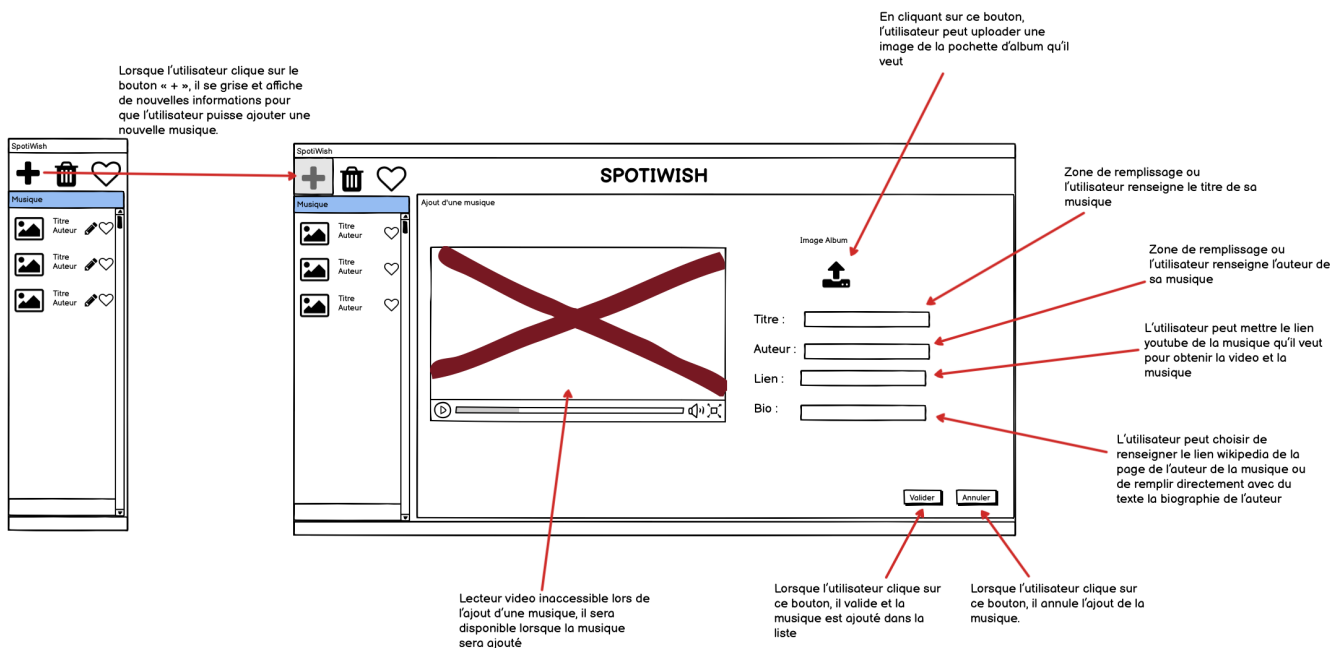 En cliquant sur ce bouton,
l'utilisateur peut uploader une
image de la pochette d'album qu'il
veut
Lorsque l'utilisateur clique sur le
bouton « + », il se grise et affiche
de nouvelles informations pour
que l'utilisateur puisse ajouter une
nouvelle musique.
SpotiWish
Musique
Titre
Auteur
Titre
Auteur
Titre
Auteur
SpotiWish
SPOTIWISH
Musique
Titre
Auteur
Titre
Auteur
Titre
Auteur
Ajout d'une musique
Image Album
Titre :
Auteur :
Lien :
Bio :
Valider
Annuler
Zone de remplissage ou
l'utilisateur renseigne le titre de sa
musique
Zone de remplissage ou
l'utilisateur renseigne l'auteur de
sa musique
L'utilisateur peut mettre le lien
youtube de la musique qu'il veut
pour obtenir la video et la
musique
L'utilisateur peut choisir de
renseigner le lien wikipedia de la
page de l'auteur de la musique ou
de remplir directement avec du
texte la biographie de l'auteur
Lecteur video inaccessible lors de
l'ajout d'une musique, il sera
disponible lorsque la musique
sera ajouté
Lorsque l'utilisateur clique sur
ce bouton, il valide et la
musique est ajouté dans la
liste
Lorsque l'utilisateur clique sur
ce bouton, il annule l'ajout de la
musique.